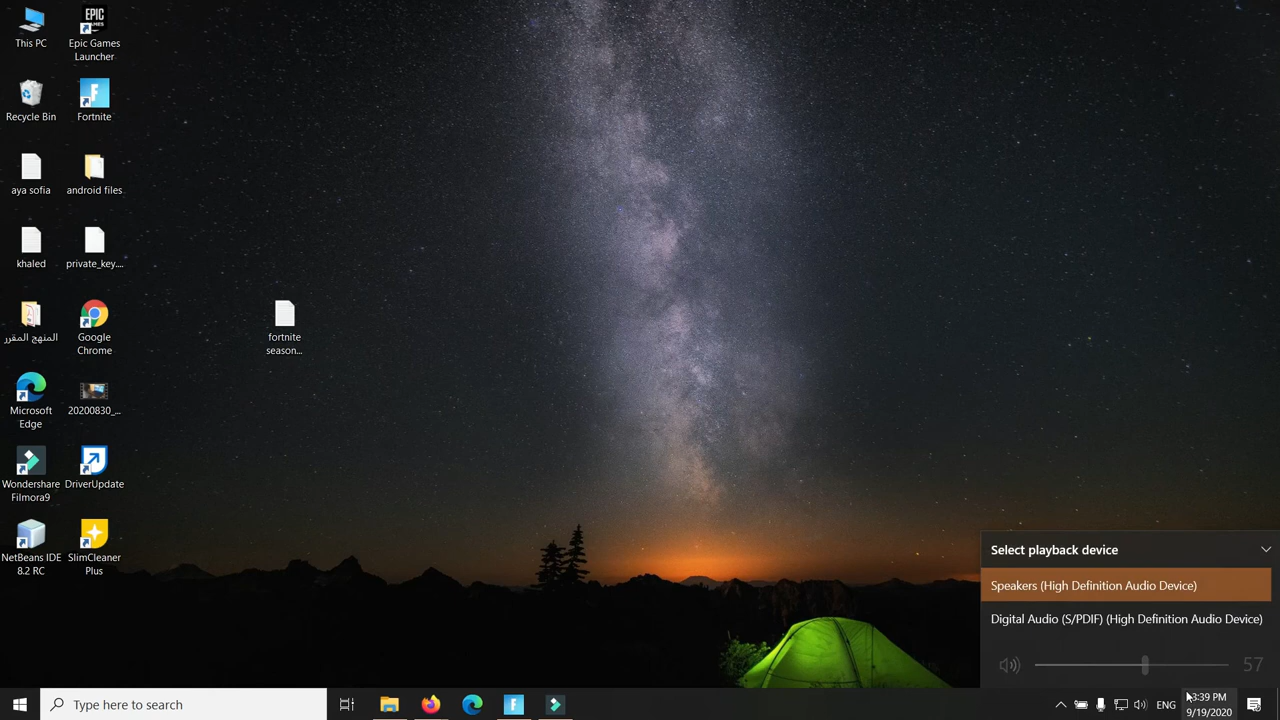 This PC
EPIC
GAMES
Epic Games
Launcher
Recycle Bin
F
Fortnite
aya sofia
android files
khaled
private_key....
المنهج المقرر
Google
Chrome
fortnite
season...
Microsoft
Edge
20200830_...
Wondershare
Filmora9
DriverUpdate
NetBeans IDE
8.2 RC
SlimCleaner
Plus
Select playback device
Speakers (High Definition Audio Device)
Digital Audio (S/PDIF) (High Definition Audio Device)
57
Type here to search
F
ENG
3:39 PM
9/19/2020